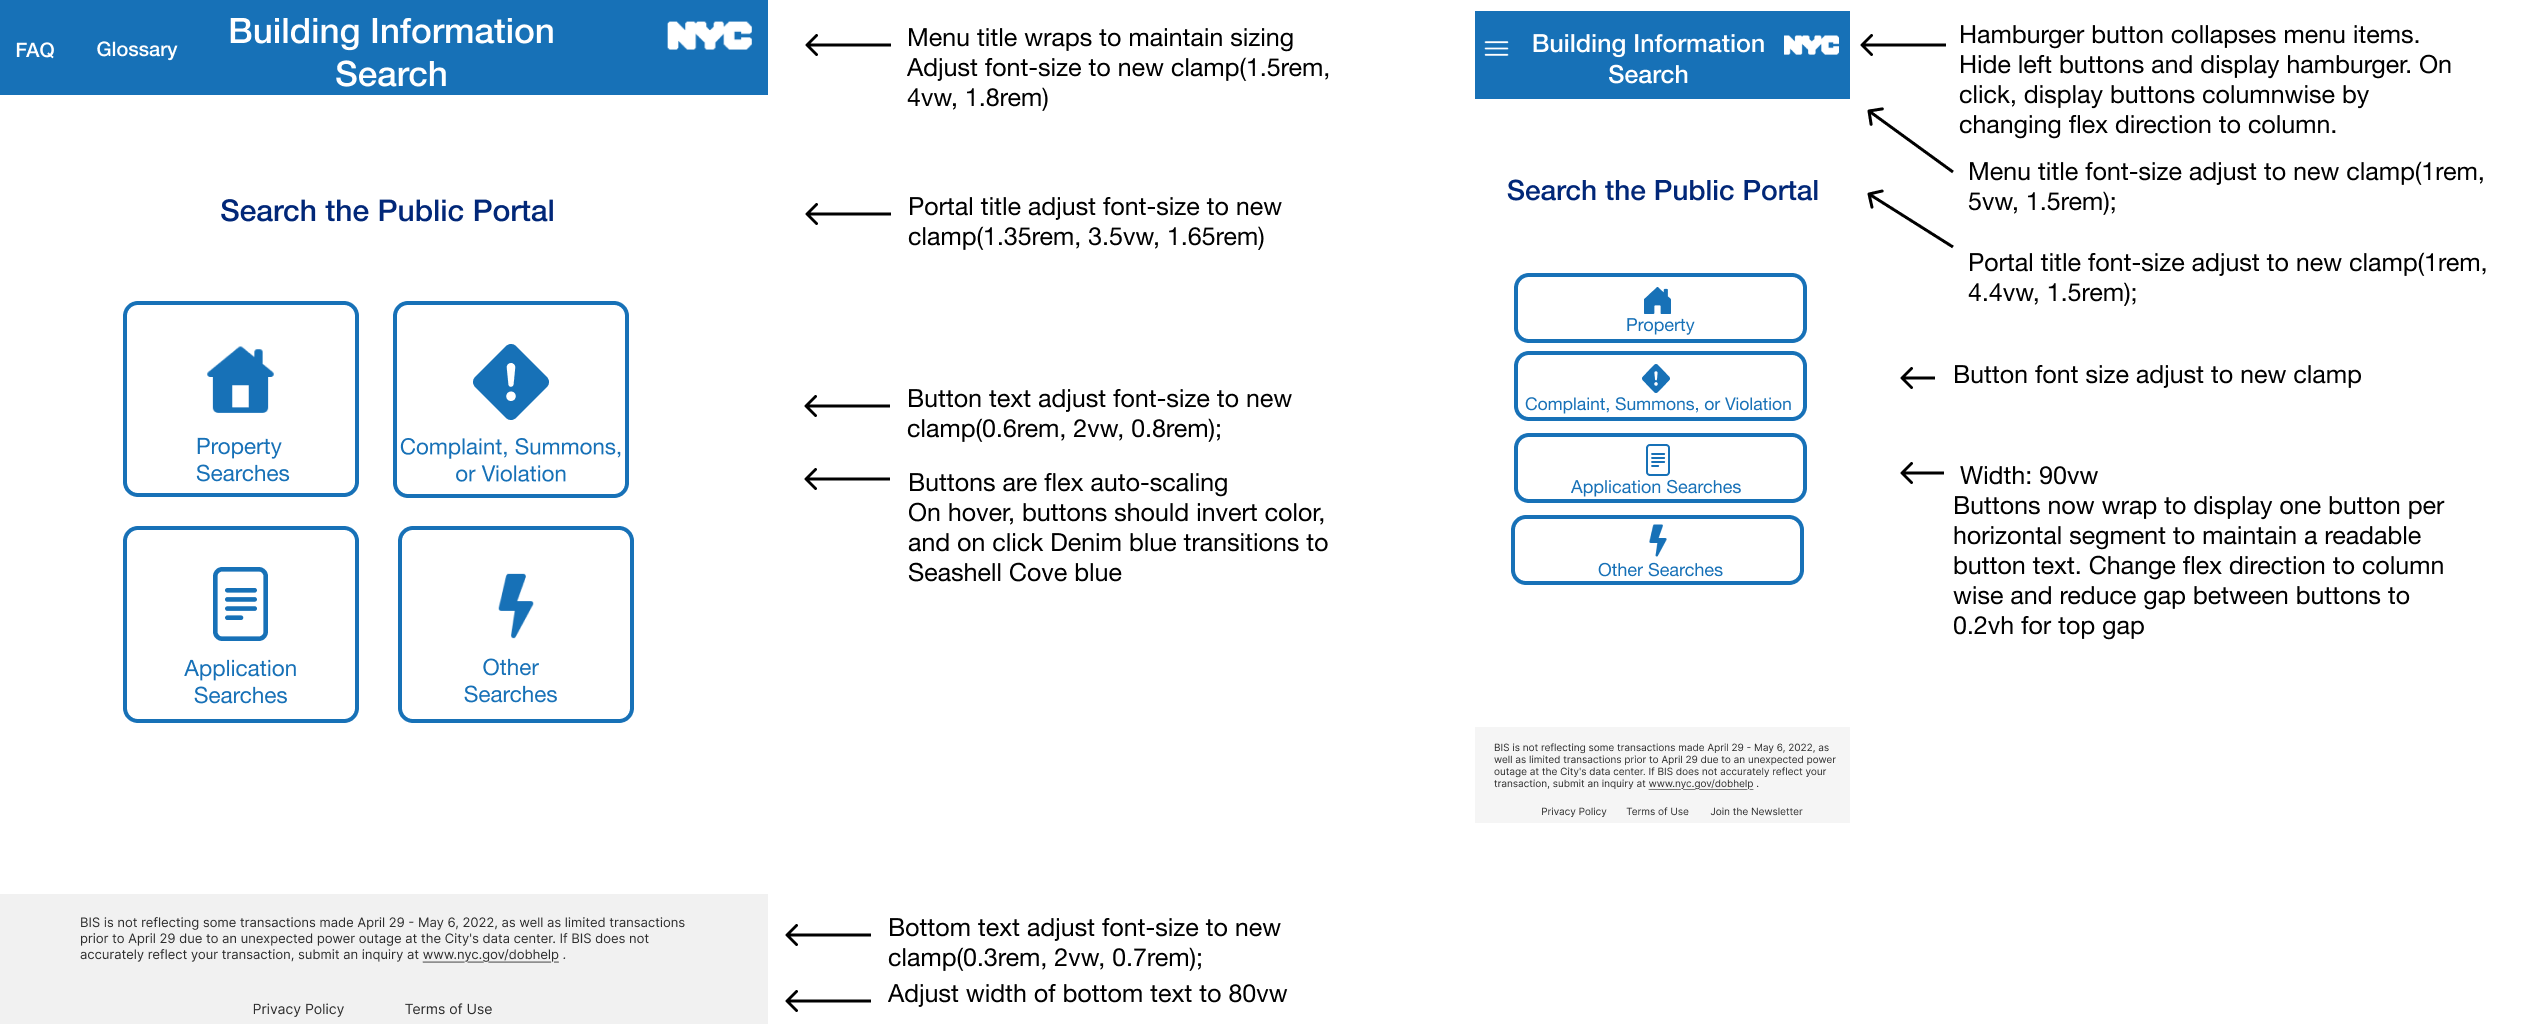 FAQ
Glossary
Building Information
Search
NYC
Search the Public Portal
Property
Searches
Complaint, Summons,
or Violation
Application
Searches
Other
Searches
BIS is not reflecting some transactions made April 29 - May 6, 2022, as well as limited transactions
prior to April 29 due to an unexpected power outage at the City's data center. If BIS does not
accurately reflect your transaction, submit an inquiry at www.nyc.gov/dobhelp .
Privacy Policy
Terms of Use
Menu title wraps to maintain sizing
Adjust font-size to new clamp(1.5rem,
4vw, 1.8rem)
Portal title adjust font-size to new
clamp(1.35rem, 3.5vw, 1.65rem)
Button text adjust font-size to new
clamp(0.6rem, 2vw, 0.8rem);
Buttons are flex auto-scaling
On hover, buttons should invert color,
and on click Denim blue transitions to
Seashell Cove blue
Bottom text adjust font-size to new
clamp(0.3rem, 2vw, 0.7rem);
Adjust width of bottom text to 80vw
Building Information
Search
NYC
Search the Public Portal
Property
Complaint, Summons, or Violation
Application Searches
Other Searches
BIS is not reflecting some transactions made April 29 - May 6, 2022, as
well as limited transactions prior to April 29 due to an unexpected power
outage at the City's data center. If BIS does not accurately reflect your
transaction, submit an inquiry at www.nyc.gov/dobhelp .
Privacy Policy
Terms of Use
Join the Newsletter
Hamburger button collapses menu items.
Hide left buttons and display hamburger. On
click, display buttons columnwise by
changing flex direction to column.
Menu title font-size adjust to new clamp(1rem,
5vw, 1.5rem);
Portal title font-size adjust to new clamp(1rem,
4.4vw, 1.5rem);
Button font size adjust to new clamp
Width: 90vw
Buttons now wrap to display one button per
horizontal segment to maintain a readable
button text. Change flex direction to column
wise and reduce gap between buttons to
0.2vh for top gap